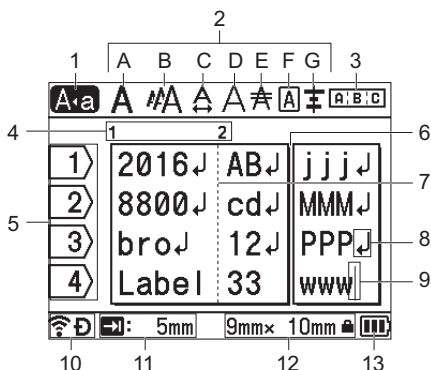 2
1 A B C D E F G 3
A◂a A A A A A A A B C
4 1 2 6
5 7 8 9
1 2016↲ AB↲ jjj↲
2 8800↲ cd↲ MMM↲
3 bro↲ 12↲ PPP↲
4 Label 33 www
Ð : 5mm 9mm× 10mm
10 11 12 13